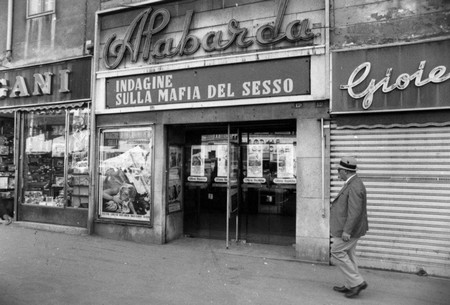 Alabarda
INDAGINE
SULLA MAFIA DEL SESSO
GANI
Gioie